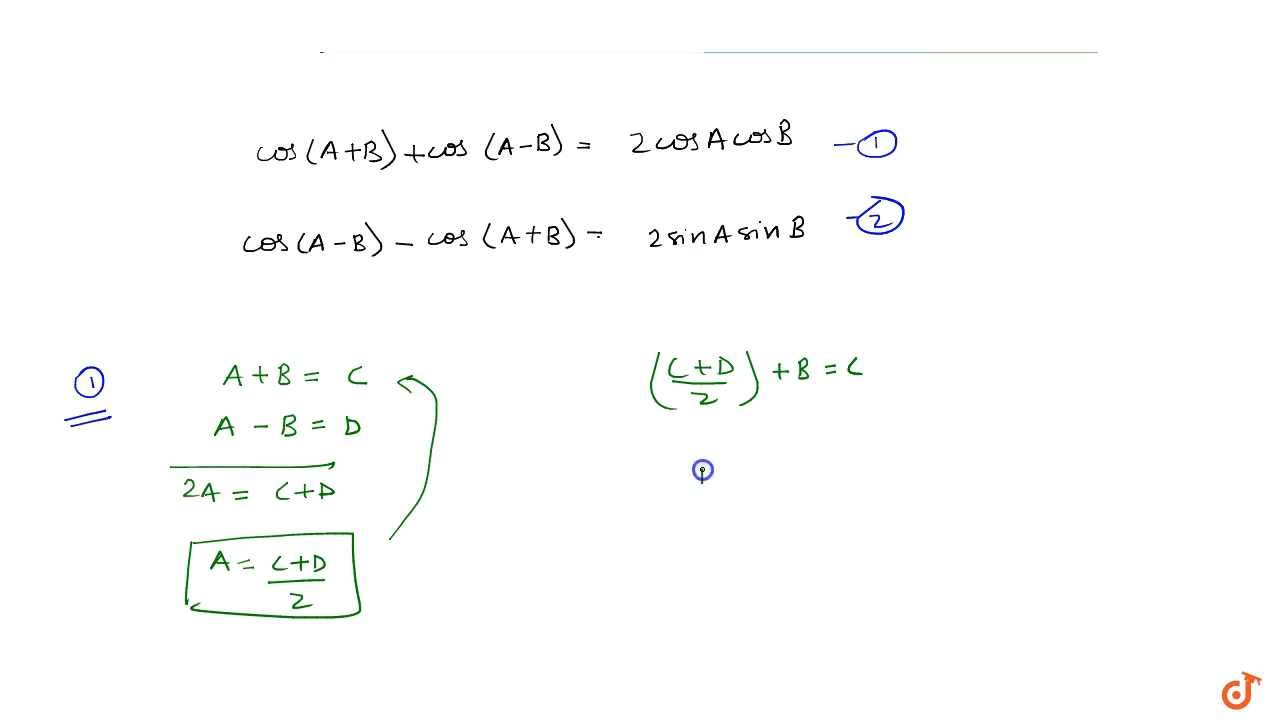 cos(A+B)+cos(A-B) = 2cosAcosB - 1
cos(A-B) - cos(A+B) = 2sinAsinB - 2
1
A+B = C
A - B = D
2A = C+D
A = (C+D)/2
((C+D)/2) + B = C